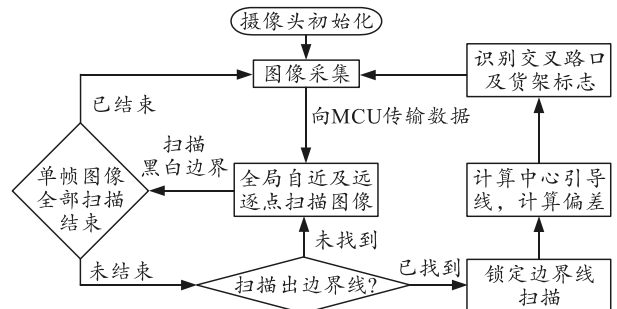 摄像头初始化
图像采集
识别交叉路口
及货架标志
已结束
向MCU传输数据
扫描
黑白边界
单帧图像
全部扫描
结束
全局自近及远
逐点扫描图像
计算中心引导
线，计算偏差
未找到
未结束
扫描出边界线?
已找到
锁定边界线
扫描